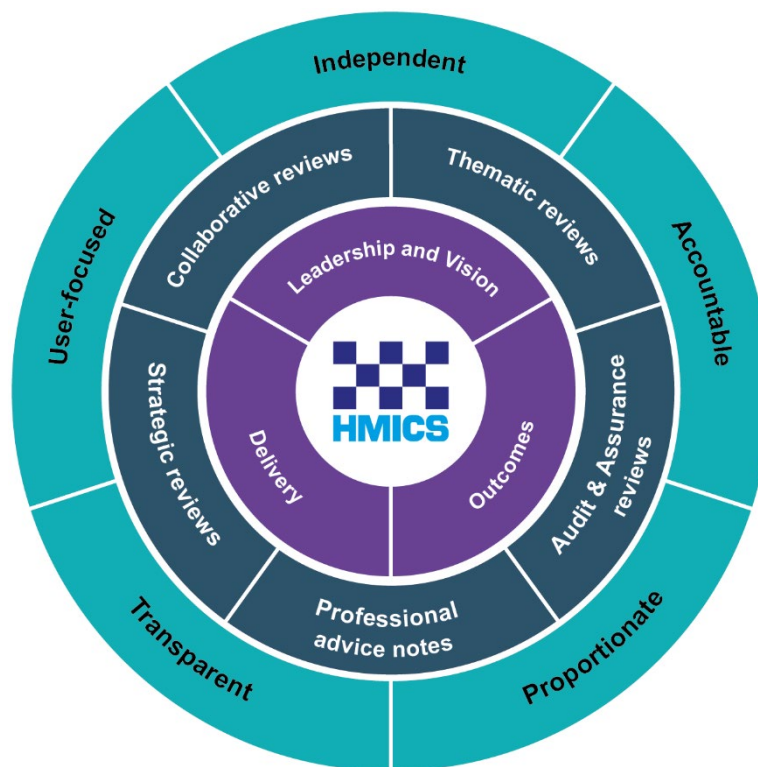 Independent
Accountable
Proportionate
Transparent
User-focused
Collaborative reviews
Thematic reviews
Audit & Assurance
reviews
Professional
advice notes
Strategic reviews
Leadership and Vision
Outcomes
Delivery
HMICS